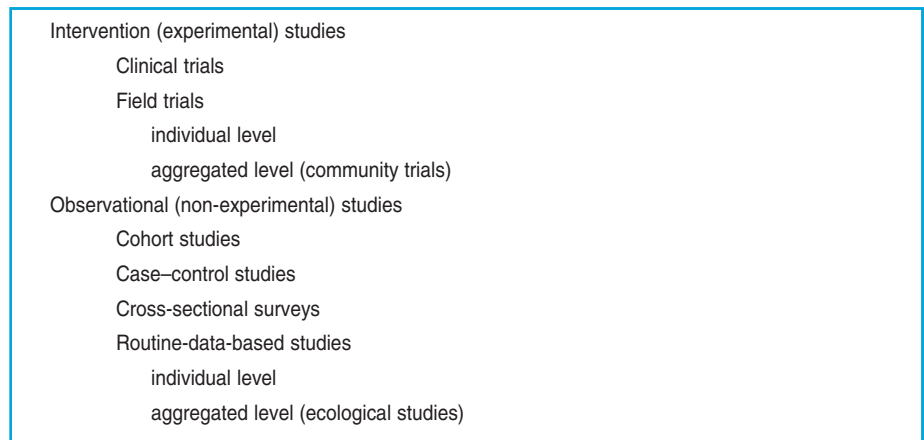 Intervention (experimental) studies
Clinical trials
Field trials
individual level
aggregated level (community trials)
Observational (non-experimental) studies
Cohort studies
Case–control studies
Cross-sectional surveys
Routine-data-based studies
individual level
aggregated level (ecological studies)